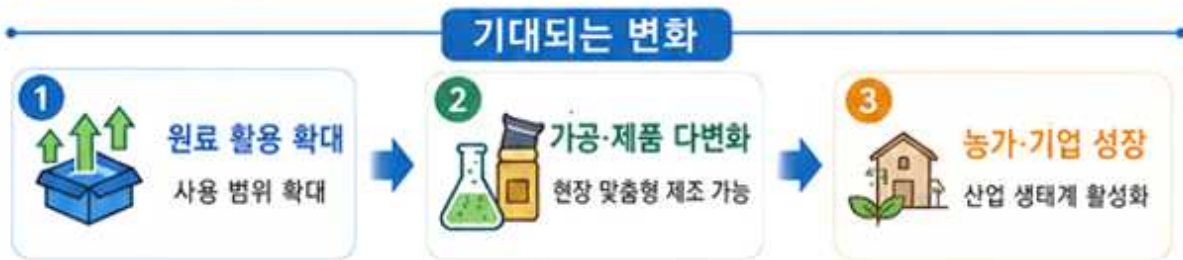 기대되는 변화
1
원료 활용 확대
사용 범위 확대
2
가공·제품 다변화
현장 맞춤형 제조 가능
3
농가·기업 성장
산업 생태계 활성화